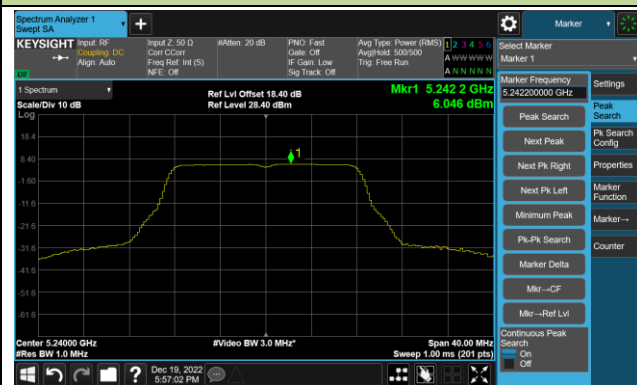 Spectrum Analyzer 1
Swept SA
+
Marker
KEYSIGHT
Input: RF
Coupling: DC
Align: Auto
Input Z: 50 Ω
Corr CCorr
Freq Ref: Int (S)
NFE: Off
#Atten: 20 dB
PNO: Fast
Gate: Off
IF Gain: Low
Sig Track: Off
Avg Type: Power (RMS)
Avg|Hold: 500/500
Trig: Free Run
1 2 3 4 5 6
A W W W W W
A N N N N N
Select Marker
Marker 1
1 Spectrum
Scale/Div 10 dB
Log
Ref Lvl Offset 18.40 dB
Ref Level 28.40 dBm
Mkr1 5.242 2 GHz
6.046 dBm
18.4
8.40
-1.60
-11.6
-21.6
-31.6
-41.6
-51.6
-61.6
1
Center 5.24000 GHz
#Res BW 1.0 MHz
#Video BW 3.0 MHz*
Span 40.00 MHz
Sweep 1.00 ms (201 pts)
Marker Frequency
5.242200000 GHz
Peak Search
Next Peak
Next Pk Right
Next Pk Left
Minimum Peak
Pk-Pk Search
Marker Delta
Mkr→CF
Mkr→Ref Lvl
Continuous Peak
Search
On
Off
Settings
Peak
Search
Pk Search
Config
Properties
Marker
Function
Marker→
Counter
?
Dec 19, 2022
5:57:02 PM